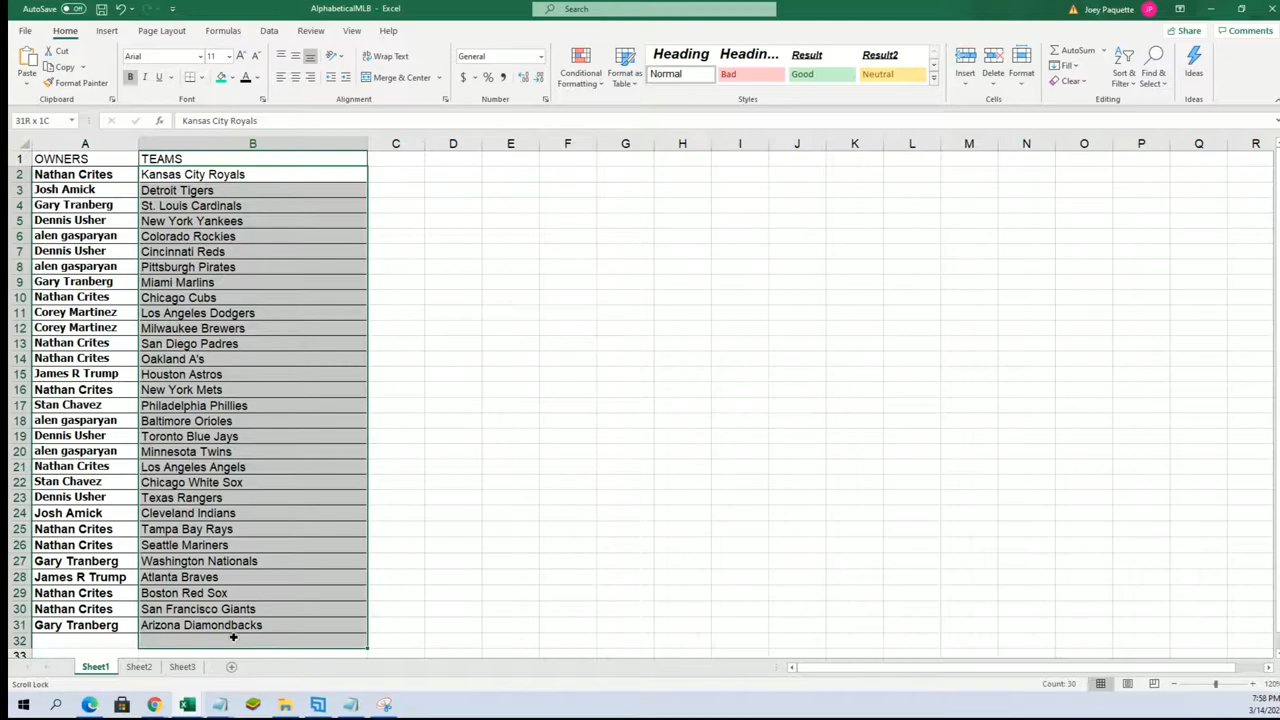 AutoSave Off AlphabeticalMLB - Excel Search Joey Paquette JP
File Home Insert Page Layout Formulas Data Review View Help Share Comments
Paste Cut Copy Format Painter Clipboard
Arial 11 A A B I U A Font
Wrap Text Merge & Center Alignment
General $ % Number
Conditional Formatting Format as Table
Heading Headin... Result Result2
Normal Bad Good Neutral
Styles
Insert Delete Format Cells
AutoSum Fill Clear Sort & Filter Find & Select Editing
Ideas Ideas
31R x 1C fx Kansas City Royals
A B C D E F G H I J K L M N O P Q R
1 OWNERS TEAMS
2 Nathan Crites Kansas City Royals
3 Josh Amick Detroit Tigers
4 Gary Tranberg St. Louis Cardinals
5 Dennis Usher New York Yankees
6 alen gasparyan Colorado Rockies
7 Dennis Usher Cincinnati Reds
8 alen gasparyan Pittsburgh Pirates
9 Gary Tranberg Miami Marlins
10 Nathan Crites Chicago Cubs
11 Corey Martinez Los Angeles Dodgers
12 Corey Martinez Milwaukee Brewers
13 Nathan Crites San Diego Padres
14 Nathan Crites Oakland A's
15 James R Trump Houston Astros
16 Nathan Crites New York Mets
17 Stan Chavez Philadelphia Phillies
18 alen gasparyan Baltimore Orioles
19 Dennis Usher Toronto Blue Jays
20 alen gasparyan Minnesota Twins
21 Nathan Crites Los Angeles Angels
22 Stan Chavez Chicago White Sox
23 Dennis Usher Texas Rangers
24 Josh Amick Cleveland Indians
25 Nathan Crites Tampa Bay Rays
26 Nathan Crites Seattle Mariners
27 Gary Tranberg Washington Nationals
28 James R Trump Atlanta Braves
29 Nathan Crites Boston Red Sox
30 Nathan Crites San Francisco Giants
31 Gary Tranberg Arizona Diamondbacks
32
33
Sheet1 Sheet2 Sheet3
Scroll Lock Count: 30 120%
7:58 PM
3/14/202